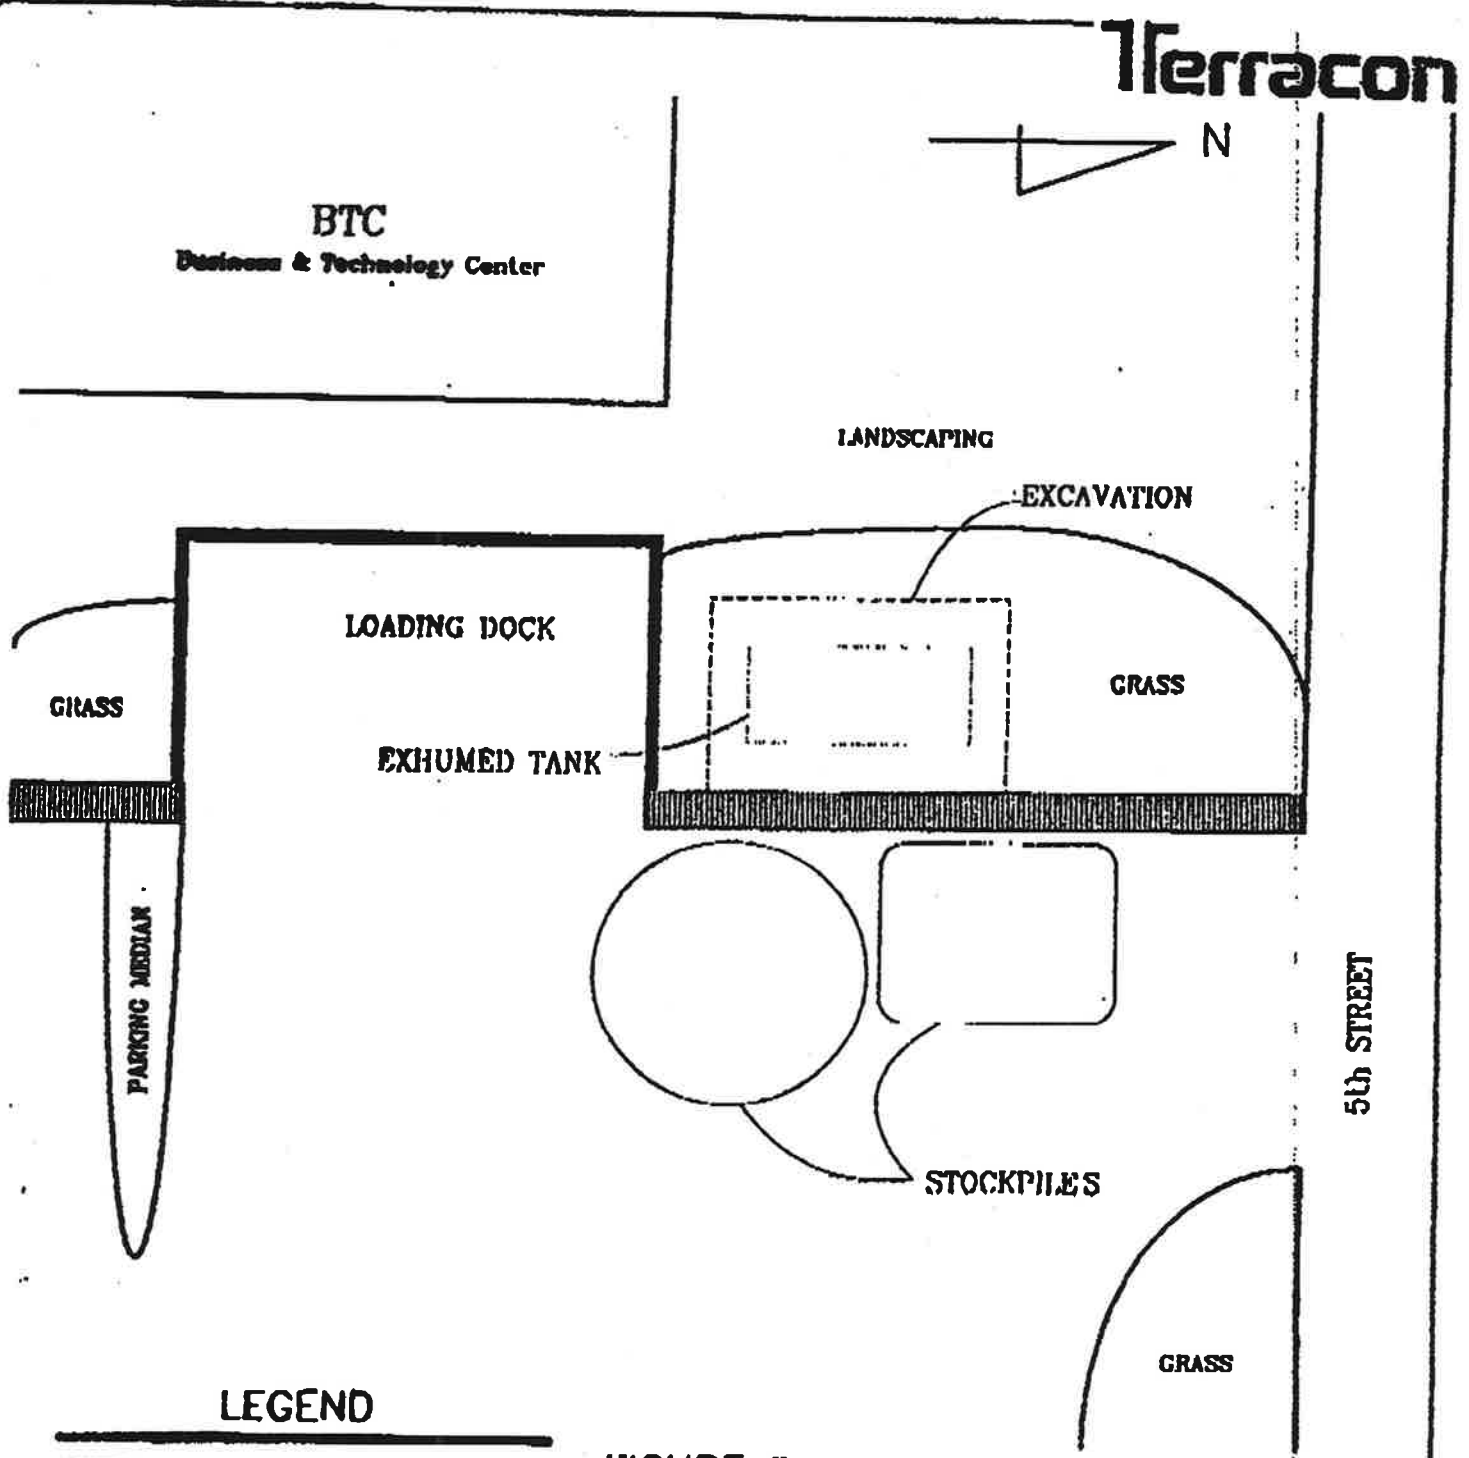 Terracon
N
BTC
Business & Technology Center
LANDSCAPING
EXCAVATION
LOADING DOCK
GRASS
GRASS
EXHUMED TANK
PARKING MEDIAN
5th STREET
STOCKPILES
GRASS
LEGEND